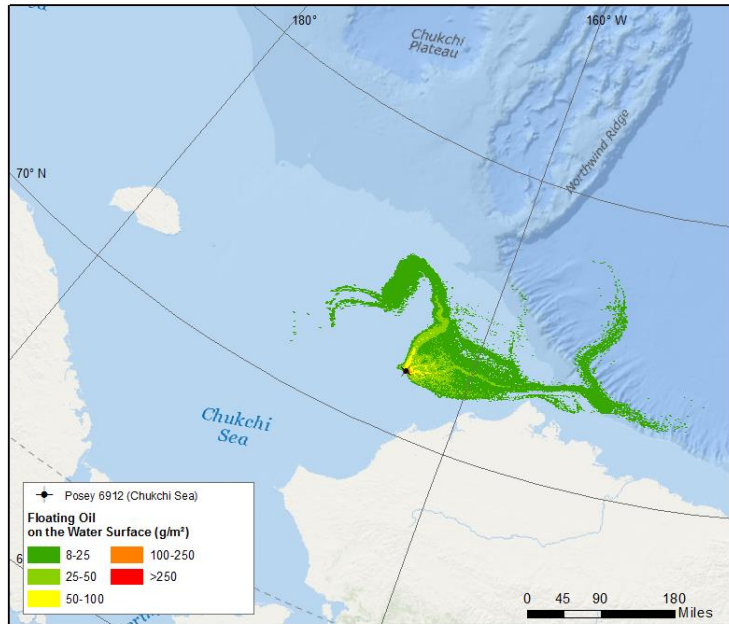 180°
160° W
Chukchi
Plateau
Northwind Ridge
70° N
Chukchi
Sea
Posey 6912 (Chukchi Sea)
Floating Oil
on the Water Surface (g/m²)
8-25
100-250
25-50
>250
50-100
0 45 90 180
Miles